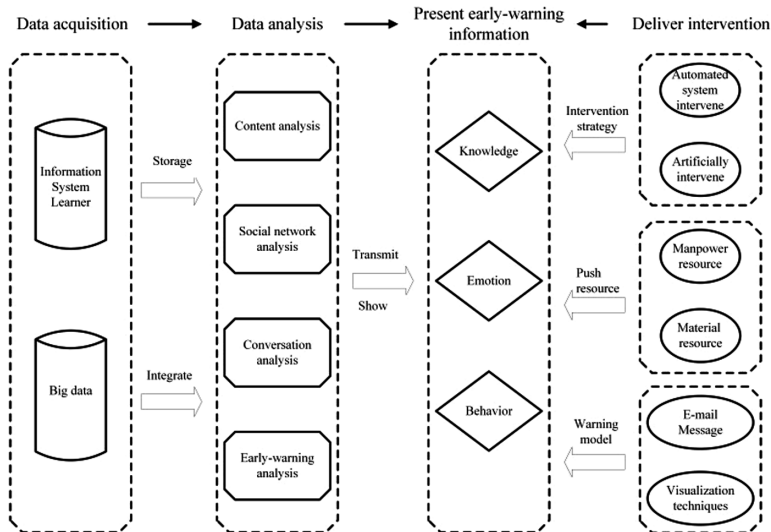 Data acquisition
Data analysis
Present early-warning
information
Deliver intervention
Information
System
Learner
Big data
Storage
Integrate
Content analysis
Social network
analysis
Conversation
analysis
Early-warning
analysis
Transmit
Show
Knowledge
Emotion
Behavior
Intervention
strategy
Push
resource
Warning
model
Automated
system
intervene
Artificially
intervene
Manpower
resource
Material
resource
E-mail
Message
Visualization
techniques